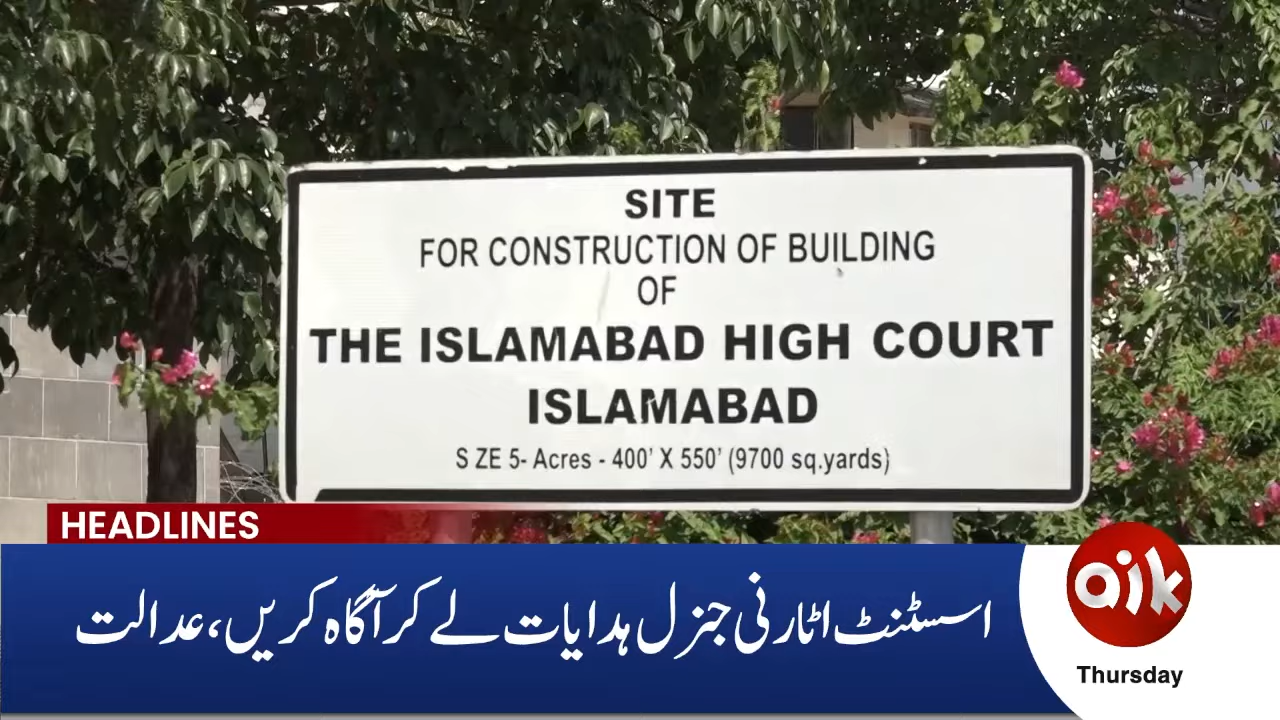 SITE
FOR CONSTRUCTION OF BUILDING
OF
THE ISLAMABAD HIGH COURT
ISLAMABAD
S ZE 5- Acres - 400' X 550' (9700 sq.yards)
HEADLINES
اسسٹنٹ اٹارنی جنرل ہدایات لے کر آگاہ کریں، عدالت
aik
Thursday